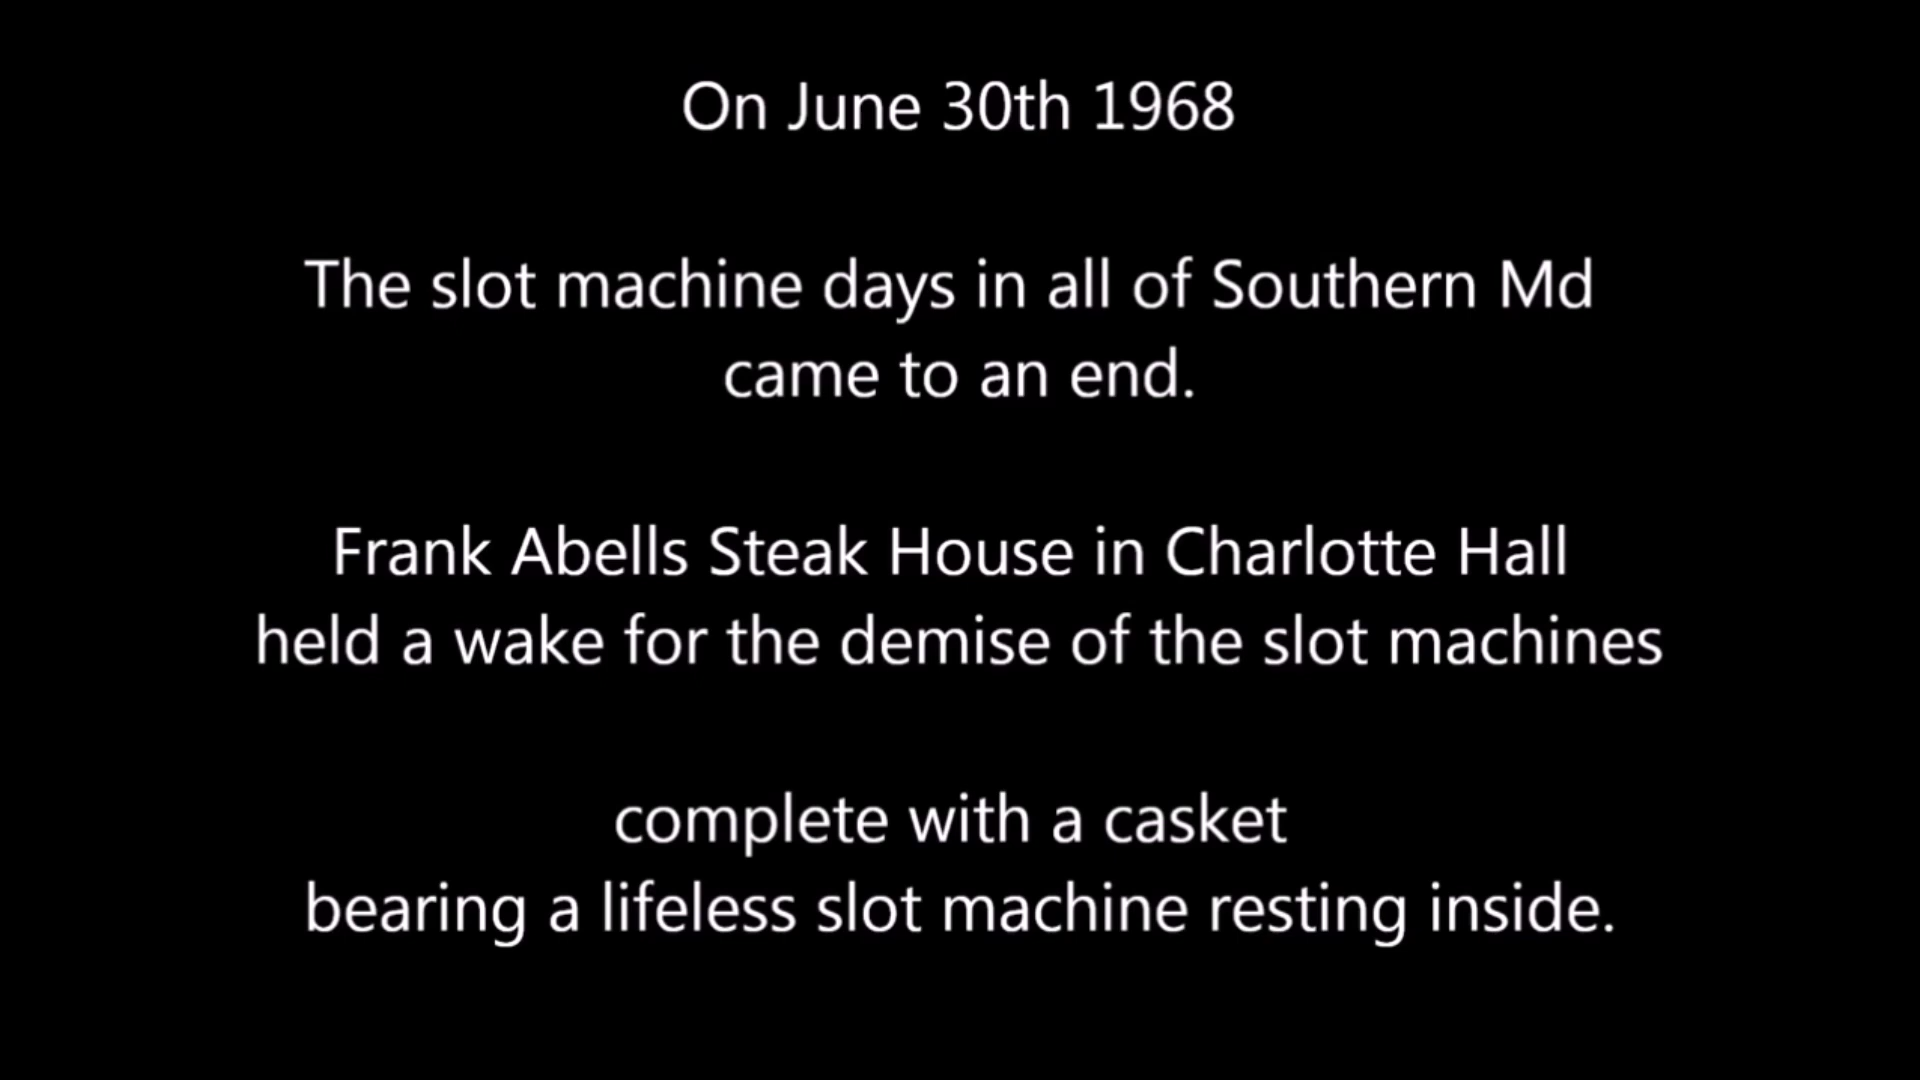 On June 30th 1968
The slot machine days in all of Southern Md
came to an end.
Frank Abells Steak House in Charlotte Hall
held a wake for the demise of the slot machines
complete with a casket
bearing a lifeless slot machine resting inside.